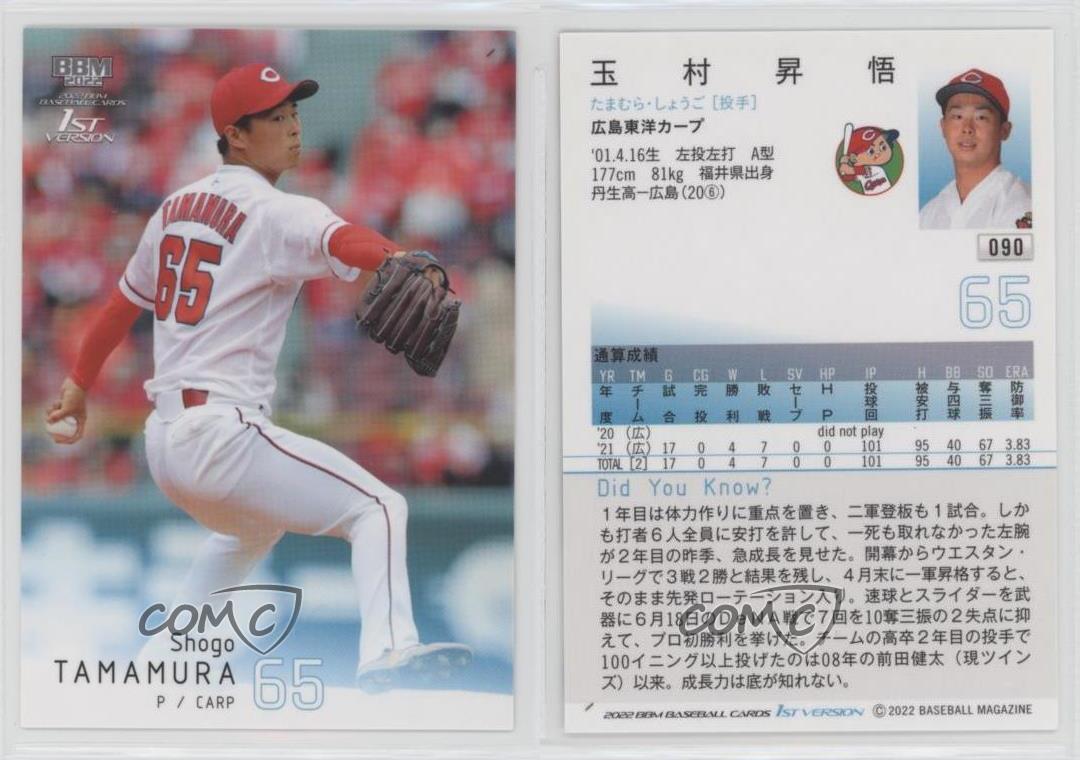 BBM
2022
2022 BBM
BASEBALL CARDS
1ST
VERSION
C
TAMAMURA
65
COMC
Shogo
TAMAMURA 65
P / CARP
玉村昇悟
たまむら・しょうご [投手]
広島東洋カープ
'01.4.16生 左投左打 A型
177cm 81kg 福井県出身
丹生高ー広島(20⑥)
Carp
090
65
通算成績
YR TM G CG W L SV HP IP H BB SO ERA
年度 チーム 試合 完投 勝利 敗戦 セーブ HP 投球回 被安打 与四球 奪三振 防御率
'20 (広) did not play
'21 (広) 17 0 4 7 0 0 101 95 40 67 3.83
TOTAL [2] 17 0 4 7 0 0 101 95 40 67 3.83
Did You Know?
1年目は体力作りに重点を置き、二軍登板も1試合。しか
も打者6人全員に安打を許して、一死も取れなかった左腕
が2年目の昨季、急成長を見せた。開幕からウエスタン・
リーグで3戦2勝と結果を残し、4月末に一軍昇格すると、
そのまま先発ローテーション入り。速球とスライダーを武
器に6月18日のDeNA戦で7回を10奪三振の2失点に抑
えて、プロ初勝利を挙げた。チームの高卒2年目の投手で
100イニング以上投げたのは08年の前田健太（現ツイン
ズ）以来。成長力は底が知れない。
COMC
2022 BBM BASEBALL CARDS 1ST VERSION ©2022 BASEBALL MAGAZINE